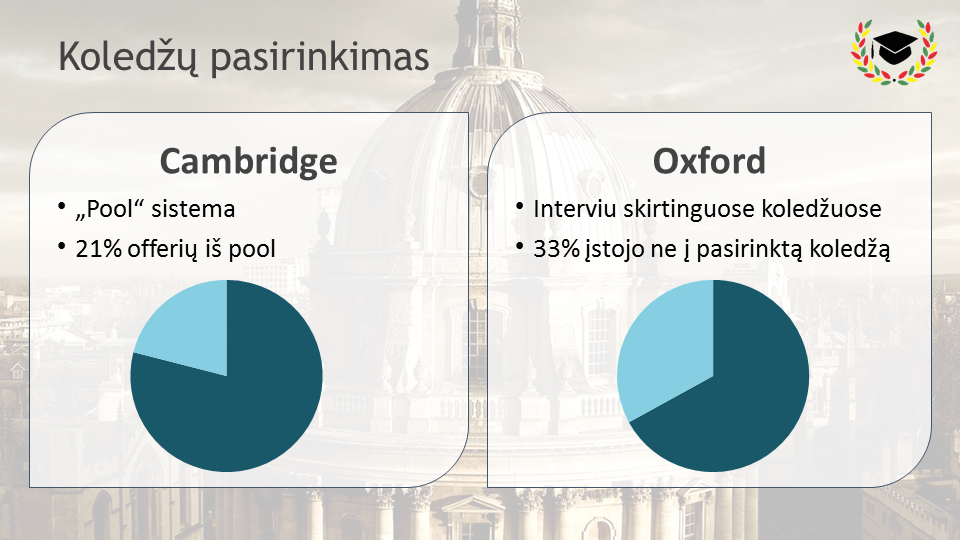 Koledžų pasirinkimas
Cambridge
• „Pool“ sistema
• 21% offerių iš pool
Oxford
• Interviu skirtinguose koledžuose
• 33% įstojo ne į pasirinktą koledžą